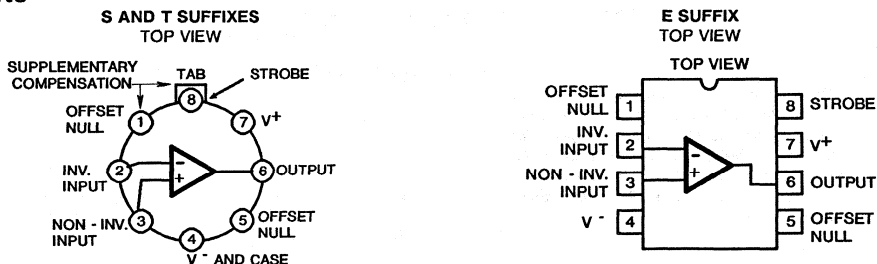 S AND T SUFFIXES
TOP VIEW
SUPPLEMENTARY
COMPENSATION
TAB
STROBE
8
OFFSET
NULL
1
7
V+
INV.
INPUT
2
-
+
6
OUTPUT
NON - INV.
INPUT
3
5
OFFSET
NULL
4
V - AND CASE
E SUFFIX
TOP VIEW
TOP VIEW
OFFSET
NULL
1
8
STROBE
INV.
INPUT
2
7
V+
-
+
NON - INV.
INPUT
3
6
OUTPUT
V -
4
5
OFFSET
NULL